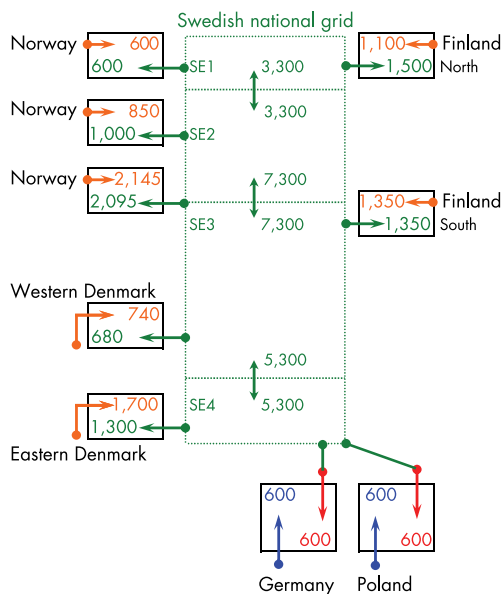 Swedish national grid
Norway
600
600
SE1
3,300
3,300
1,100
Finland
1,500
North
Norway
850
1,000
SE2
Norway
2,145
2,095
7,300
7,300
SE3
1,350
Finland
1,350
South
Western Denmark
740
680
5,300
5,300
SE4
1,700
1,300
Eastern Denmark
600
600
Germany
600
600
Poland